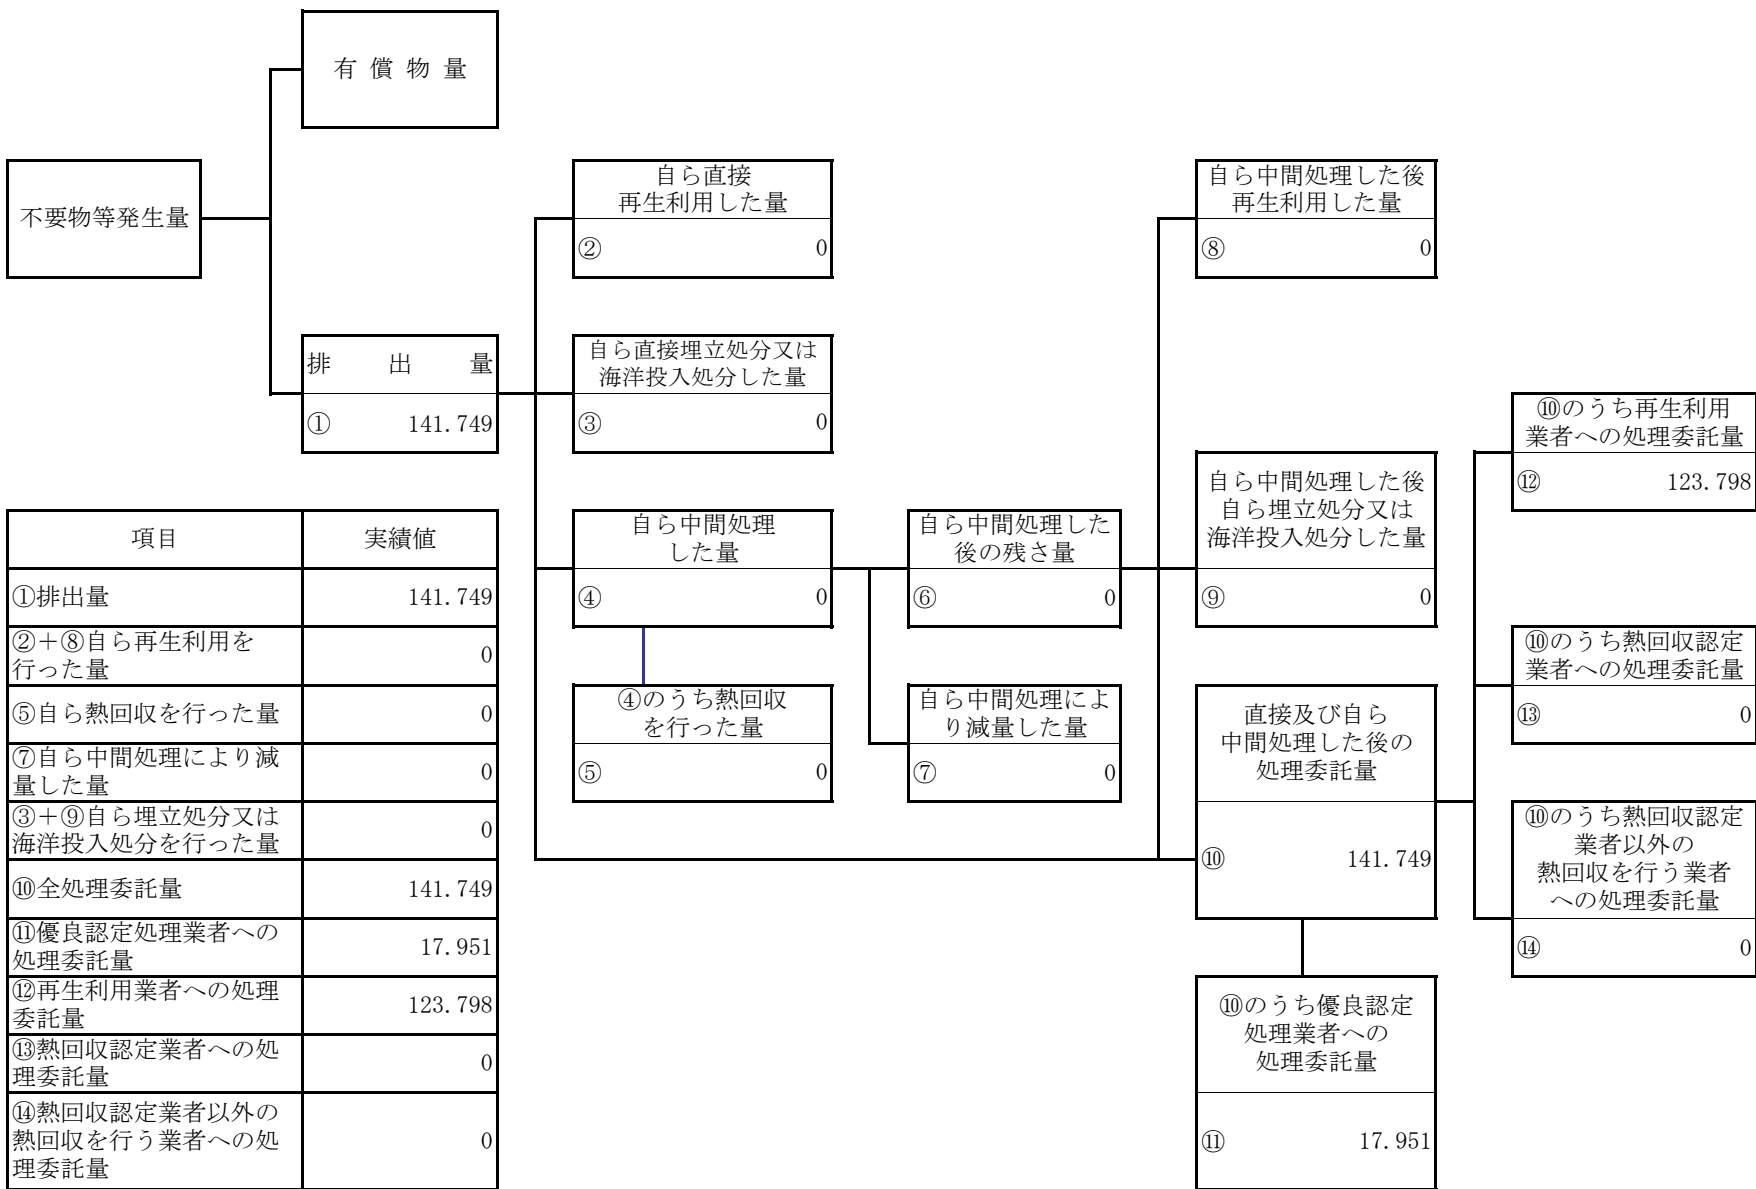 有 償 物 量
不要物等発生量
排 出 量
① 141.749
自ら直接
再生利用した量
② 0
自ら直接埋立処分又は
海洋投入処分した量
③ 0
自ら中間処理
した量
④ 0
④のうち熱回収
を行った量
⑤ 0
自ら中間処理した
後の残さ量
⑥ 0
自ら中間処理によ
り減量した量
⑦ 0
自ら中間処理した後
再生利用した量
⑧ 0
自ら中間処理した後
自ら埋立処分又は
海洋投入処分した量
⑨ 0
直接及び自ら
中間処理した後の
処理委託量
⑩ 141.749
⑩のうち優良認定
処理業者への
処理委託量
⑪ 17.951
⑩のうち再生利用
業者への処理委託量
⑫ 123.798
⑩のうち熱回収認定
業者への処理委託量
⑬ 0
⑩のうち熱回収認定
業者以外の
熱回収を行う業者
への処理委託量
⑭ 0
項目 実績値
①排出量 141.749
②＋⑧自ら再生利用を
行った量 0
⑤自ら熱回収を行った量 0
⑦自ら中間処理により減
量した量 0
③＋⑨自ら埋立処分又は
海洋投入処分を行った量 0
⑩全処理委託量 141.749
⑪優良認定処理業者への
処理委託量 17.951
⑫再生利用業者への処理
委託量 123.798
⑬熱回収認定業者への処
理委託量 0
⑭熱回収認定業者以外の
熱回収を行う業者への処
理委託量 0